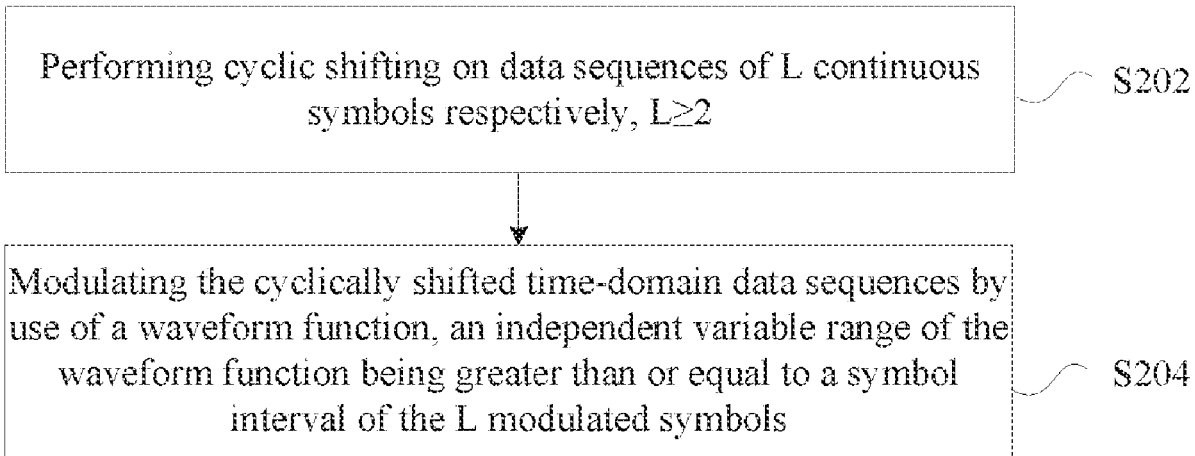 Performing cyclic shifting on data sequences of L continuous
symbols respectively, L≥2
S202
Modulating the cyclically shifted time-domain data sequences by
use of a waveform function, an independent variable range of the
waveform function being greater than or equal to a symbol
interval of the L modulated symbols
S204